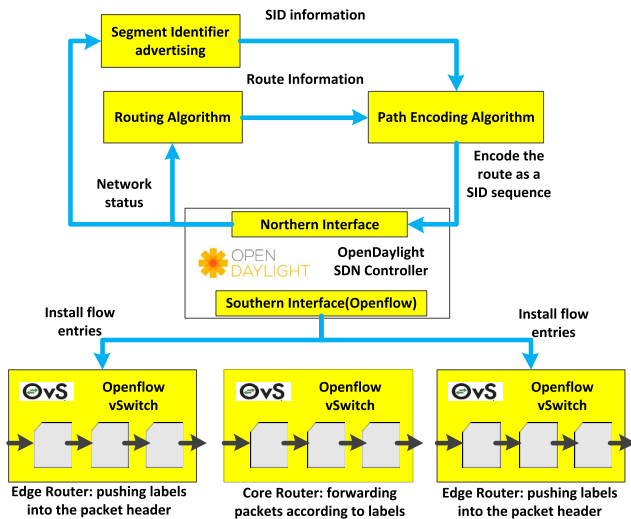 SID information
Segment Identifier
advertising
Route Information
Routing Algorithm
Path Encoding Algorithm
Network
status
Encode the
route as a
SID sequence
Northern Interface
OPEN
DAYLIGHT
OpenDaylight
SDN Controller
Southern Interface(Openflow)
Install flow
entries
Install flow
entries
OvS
Openflow
vSwitch
OvS
Openflow
vSwitch
OvS
Openflow
vSwitch
Edge Router: pushing labels
into the packet header
Core Router: forwarding
packets according to labels
Edge Router: pushing labels
into the packet header